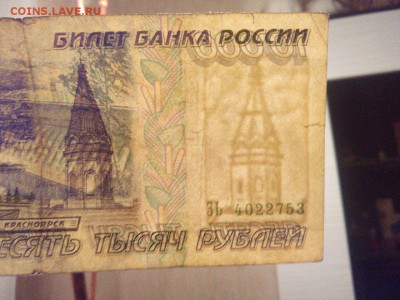 COINS.LAVE.RU
БИЛЕТ БАНКА РОССИИ
КРАСНОЯРСК
ЗЬ 4022753
ЕСЯТЬ ТЫСЯЧ РУБЛЕЙ